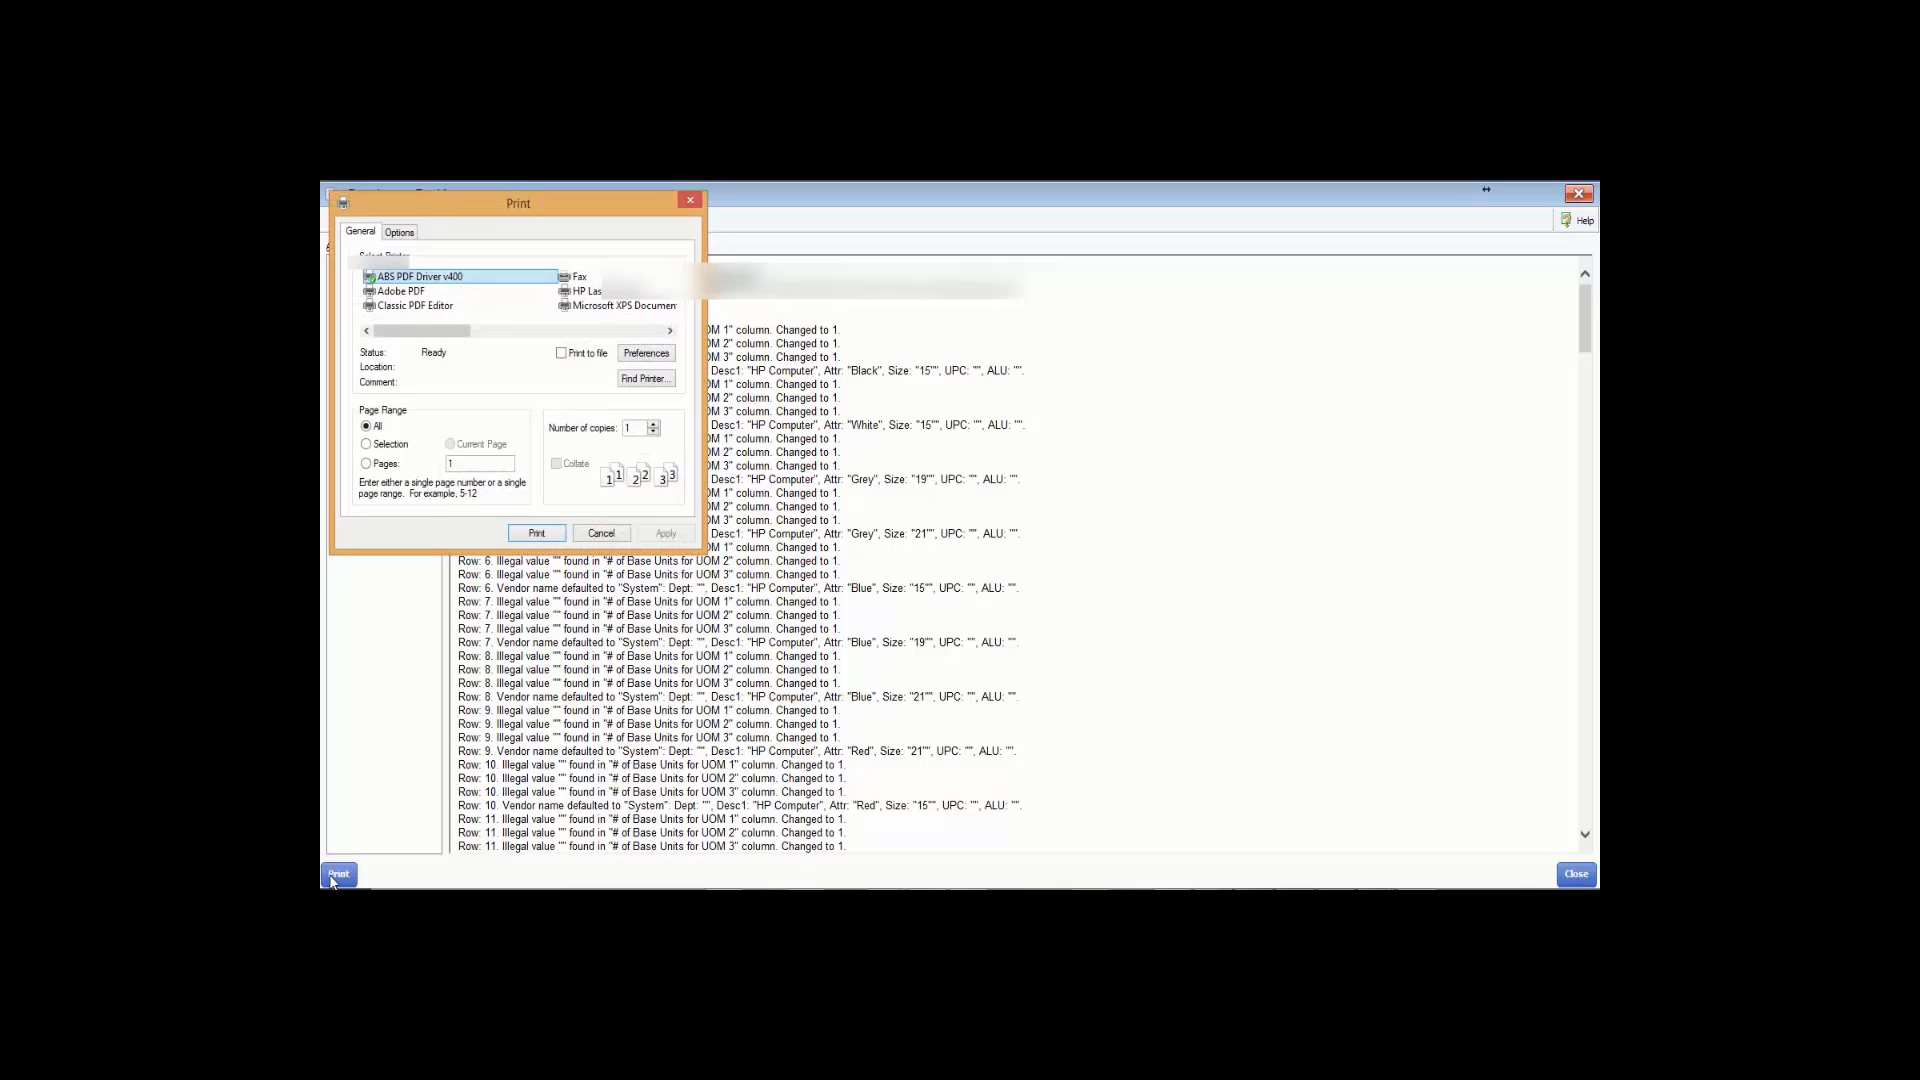 Print
Help
General
Options
Select Printer
ABS PDF Driver v400
Fax
Adobe PDF
HP Las
Classic PDF Editor
Microsoft XPS Documen
Status:
Ready
Print to file
Preferences
Location:
Comment:
Find Printer...
Page Range
All
Selection
Current Page
Pages:
1
Enter either a single page number or a single
page range. For example, 5-12
Number of copies:
1
Collate
1 1 2 2 3 3
Print
Cancel
Apply
OM 1" column. Changed to 1.
OM 2" column. Changed to 1.
OM 3" column. Changed to 1.
Desc1: "HP Computer", Attr: "Black", Size: "15"", UPC: "", ALU: "".
OM 1" column. Changed to 1.
OM 2" column. Changed to 1.
OM 3" column. Changed to 1.
Desc1: "HP Computer", Attr: "White", Size: "15"", UPC: "", ALU: "".
OM 1" column. Changed to 1.
OM 2" column. Changed to 1.
OM 3" column. Changed to 1.
Desc1: "HP Computer", Attr: "Grey", Size: "19"", UPC: "", ALU: "".
OM 1" column. Changed to 1.
OM 2" column. Changed to 1.
OM 3" column. Changed to 1.
Desc1: "HP Computer", Attr: "Grey", Size: "21"", UPC: "", ALU: "".
OM 1" column. Changed to 1.
Row: 6. Illegal value "" found in "# of Base Units for UOM 2" column. Changed to 1.
Row: 6. Illegal value "" found in "# of Base Units for UOM 3" column. Changed to 1.
Row: 6. Vendor name defaulted to "System": Dept: "", Desc1: "HP Computer", Attr: "Blue", Size: "15"", UPC: "", ALU: "".
Row: 7. Illegal value "" found in "# of Base Units for UOM 1" column. Changed to 1.
Row: 7. Illegal value "" found in "# of Base Units for UOM 2" column. Changed to 1.
Row: 7. Illegal value "" found in "# of Base Units for UOM 3" column. Changed to 1.
Row: 7. Vendor name defaulted to "System": Dept: "", Desc1: "HP Computer", Attr: "Blue", Size: "19"", UPC: "", ALU: "".
Row: 8. Illegal value "" found in "# of Base Units for UOM 1" column. Changed to 1.
Row: 8. Illegal value "" found in "# of Base Units for UOM 2" column. Changed to 1.
Row: 8. Illegal value "" found in "# of Base Units for UOM 3" column. Changed to 1.
Row: 8. Vendor name defaulted to "System": Dept: "", Desc1: "HP Computer", Attr: "Blue", Size: "21"", UPC: "", ALU: "".
Row: 9. Illegal value "" found in "# of Base Units for UOM 1" column. Changed to 1.
Row: 9. Illegal value "" found in "# of Base Units for UOM 2" column. Changed to 1.
Row: 9. Illegal value "" found in "# of Base Units for UOM 3" column. Changed to 1.
Row: 9. Vendor name defaulted to "System": Dept: "", Desc1: "HP Computer", Attr: "Red", Size: "21"", UPC: "", ALU: "".
Row: 10. Illegal value "" found in "# of Base Units for UOM 1" column. Changed to 1.
Row: 10. Illegal value "" found in "# of Base Units for UOM 2" column. Changed to 1.
Row: 10. Illegal value "" found in "# of Base Units for UOM 3" column. Changed to 1.
Row: 10. Vendor name defaulted to "System": Dept: "", Desc1: "HP Computer", Attr: "Red", Size: "15"", UPC: "", ALU: "".
Row: 11. Illegal value "" found in "# of Base Units for UOM 1" column. Changed to 1.
Row: 11. Illegal value "" found in "# of Base Units for UOM 2" column. Changed to 1.
Row: 11. Illegal value "" found in "# of Base Units for UOM 3" column. Changed to 1.
Print
Close